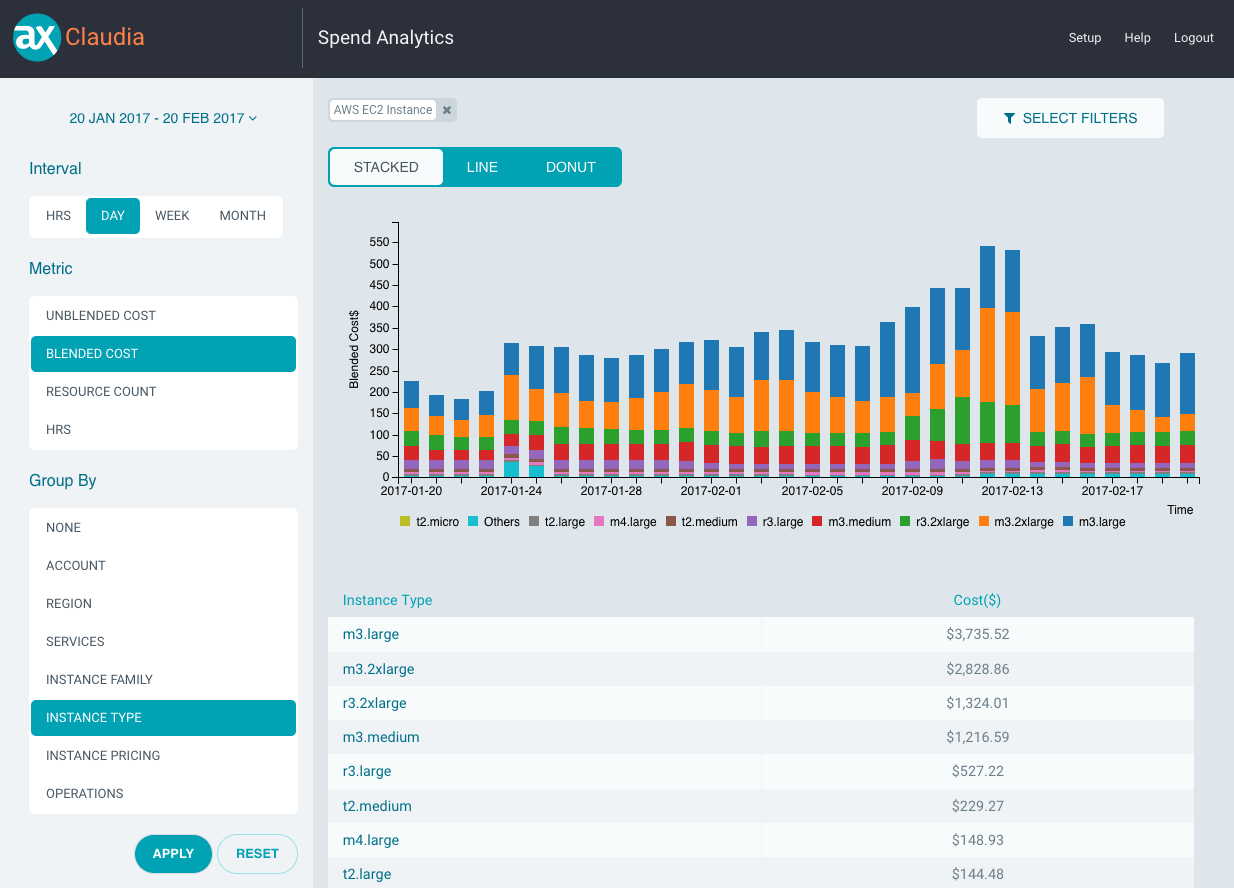 ax Claudia
Spend Analytics
Setup Help Logout
20 JAN 2017 - 20 FEB 2017
Interval
HRS DAY WEEK MONTH
Metric
UNBLENDED COST
BLENDED COST
RESOURCE COUNT
HRS
Group By
NONE
ACCOUNT
REGION
SERVICES
INSTANCE FAMILY
INSTANCE TYPE
INSTANCE PRICING
OPERATIONS
APPLY RESET
AWS EC2 Instance ×
SELECT FILTERS
STACKED LINE DONUT
Blended Cost$
550
500
450
400
350
300
250
200
150
100
50
0
2017-01-20 2017-01-24 2017-01-28 2017-02-01 2017-02-05 2017-02-09 2017-02-13 2017-02-17
Time
t2.micro Others t2.large m4.large t2.medium r3.large m3.medium r3.2xlarge m3.2xlarge m3.large
Instance Type Cost($)
m3.large $3,735.52
m3.2xlarge $2,828.86
r3.2xlarge $1,324.01
m3.medium $1,216.59
r3.large $527.22
t2.medium $229.27
m4.large $148.93
t2.large $144.48